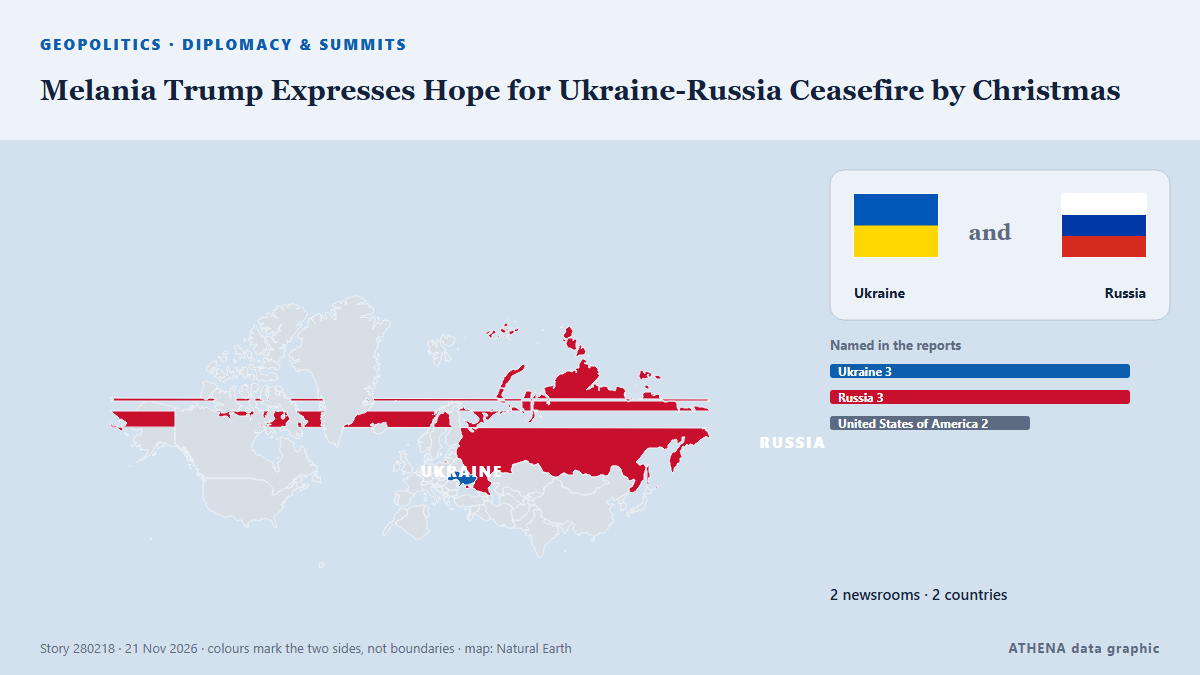 GEOPOLITICS · DIPLOMACY & SUMMITS
Melania Trump Expresses Hope for Ukraine-Russia Ceasefire by Christmas
and
Ukraine
Russia
Named in the reports
Ukraine 3
Russia 3
United States of America 2
RUSSIA
UKRAINE
2 newsrooms · 2 countries
Story 280218 · 21 Nov 2026 · colours mark the two sides, not boundaries · map: Natural Earth
ATHENA data graphic